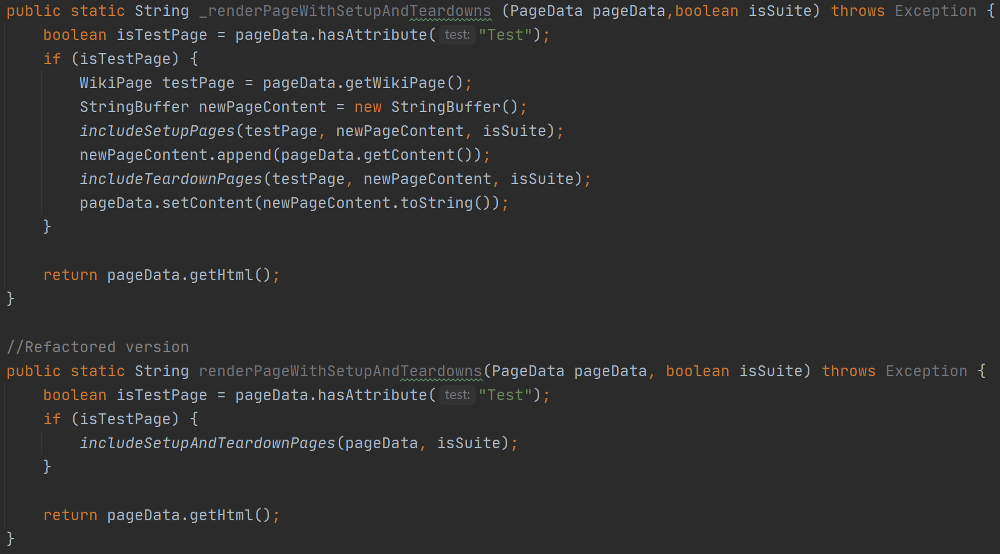 public static String _renderPageWithSetupAndTeardowns (PageData pageData,boolean isSuite) throws Exception {
    boolean isTestPage = pageData.hasAttribute( test: "Test");
    if (isTestPage) {
        WikiPage testPage = pageData.getWikiPage();
        StringBuffer newPageContent = new StringBuffer();
        includeSetupPages(testPage, newPageContent, isSuite);
        newPageContent.append(pageData.getContent());
        includeTeardownPages(testPage, newPageContent, isSuite);
        pageData.setContent(newPageContent.toString());
    }
    return pageData.getHtml();
}
//Refactored version
public static String renderPageWithSetupAndTeardowns(PageData pageData, boolean isSuite) throws Exception {
    boolean isTestPage = pageData.hasAttribute( test: "Test");
    if (isTestPage) {
        includeSetupAndTeardownPages(pageData, isSuite);
    }
    return pageData.getHtml();
}